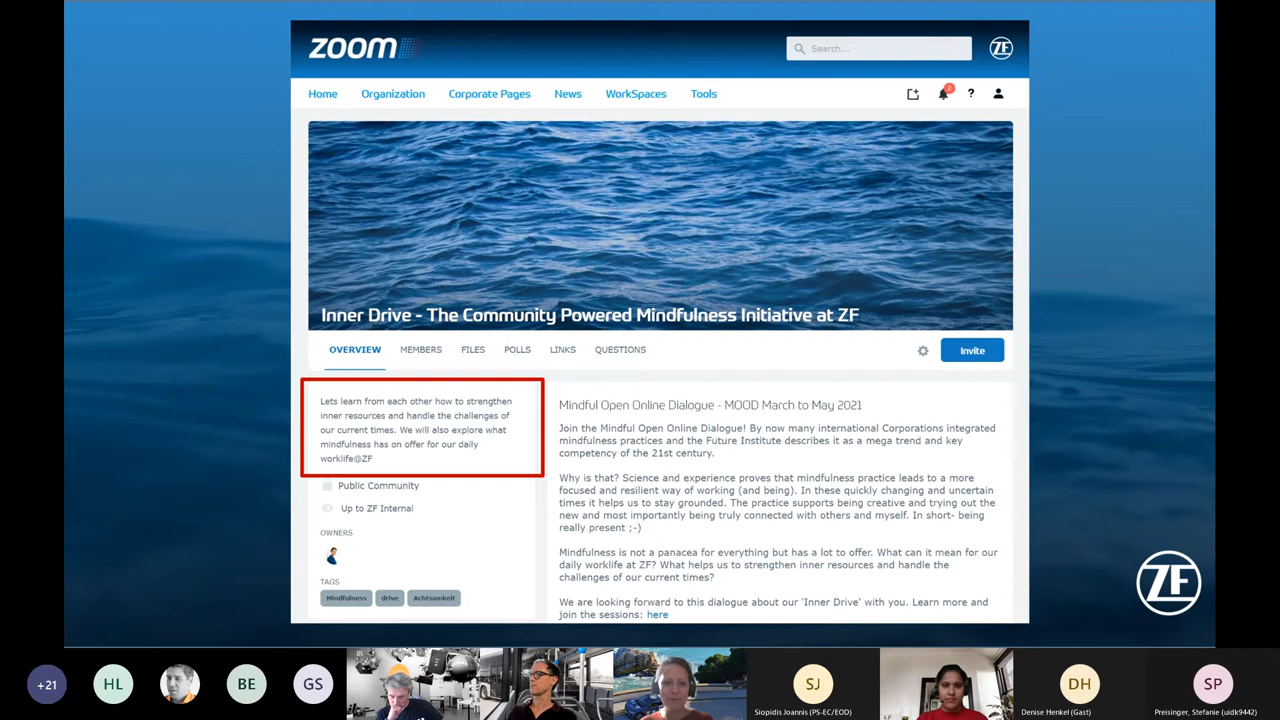 zoom
Search...
ZF
Home Organization Corporate Pages News WorkSpaces Tools
2
?
Inner Drive - The Community Powered Mindfulness Initiative at ZF
OVERVIEW MEMBERS FILES POLLS LINKS QUESTIONS
Invite
Lets learn from each other how to strengthen
inner resources and handle the challenges of
our current times. We will also explore what
mindfulness has on offer for our daily
worklife@ZF
Public Community
Up to ZF Internal
OWNERS
TAGS
Mindfulness drive Achtsamkeit
Mindful Open Online Dialogue - MOOD March to May 2021
Join the Mindful Open Online Dialogue! By now many international Corporations integrated
mindfulness practices and the Future Institute describes it as a mega trend and key
competency of the 21st century.
Why is that? Science and experience proves that mindfulness practice leads to a more
focused and resilient way of working (and being). In these quickly changing and uncertain
times it helps us to stay grounded. The practice supports being creative and trying out the
new and most importantly being truly connected with others and myself. In short- being
really present ;-)
Mindfulness is not a panacea for everything but has a lot to offer. What can it mean for our
daily worklife at ZF? What helps us to strengthen inner resources and handle the
challenges of our current times?
We are looking forward to this dialogue about our 'Inner Drive' with you. Learn more and
join the sessions: here
ZF
+21 HL BE GS SJ DH SP
Siopidis Joannis (PS-EC/EOD) Denise Henkel (Gast) Preisinger, Stefanie (uidk9442)